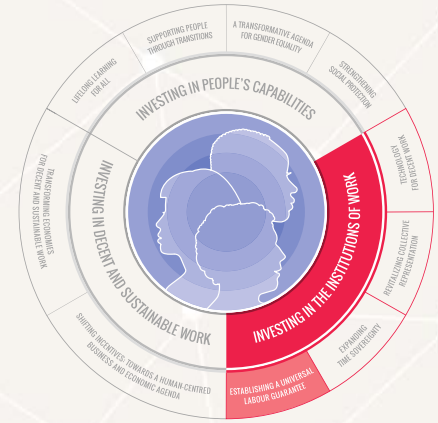 SUPPORTING PEOPLE
THROUGH TRANSITIONS
A TRANSFORMATIVE AGENDA
FOR GENDER EQUALITY
STRENGTHENING
SOCIAL PROTECTION
LIFELONG LEARNING
FOR ALL
INVESTING IN PEOPLE'S CAPABILITIES
TECHNOLOGY
FOR DECENT WORK
REVITALIZING COLLECTIVE
REPRESENTATION
EXPANDING
TIME SOVEREIGNTY
ESTABLISHING A UNIVERSAL
LABOUR GUARANTEE
INVESTING IN THE INSTITUTIONS OF WORK
TRANSFORMING ECONOMIES
FOR DECENT AND SUSTAINABLE WORK
SHIFTING INCENTIVES: TOWARDS A HUMAN-CENTRED
BUSINESS AND ECONOMIC AGENDA
INVESTING IN DECENT AND SUSTAINABLE WORK